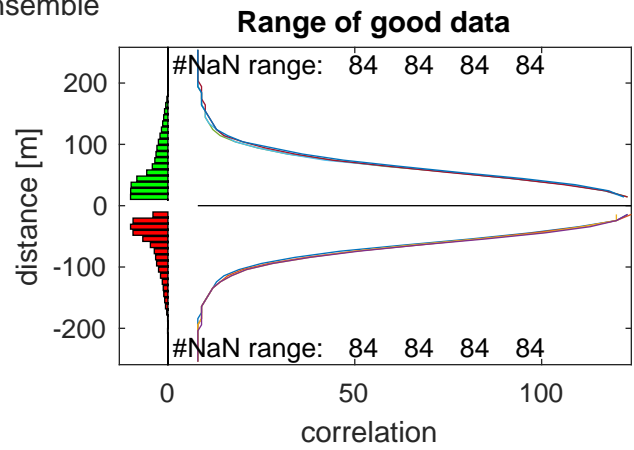 Range of good data
#NaN range: 84 84 84 84
200
100
0
-100
-200
distance [m]
#NaN range: 84 84 84 84
0 50 100
correlation